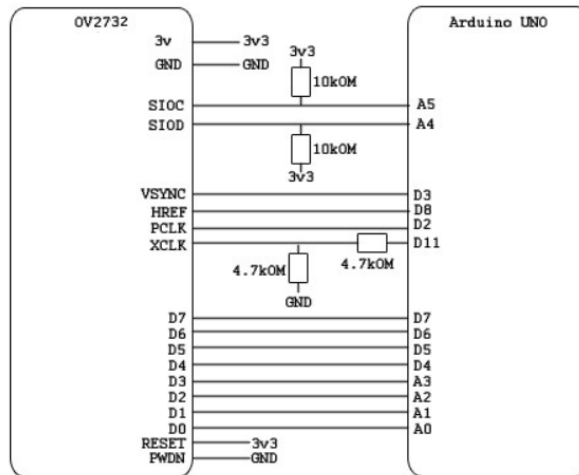 OV2732 Arduino UNO
3v 3v3
GND GND
3v3
10kOM
SIOC A5
SIOD A4
10kOM
3v3
VSYNC D3
HREF D8
PCLK D2
XCLK D11
4.7kOM 4.7kOM
GND
D7 D7
D6 D6
D5 D5
D4 D4
D3 A3
D2 A2
D1 A1
D0 A0
RESET 3v3
PWDN GND